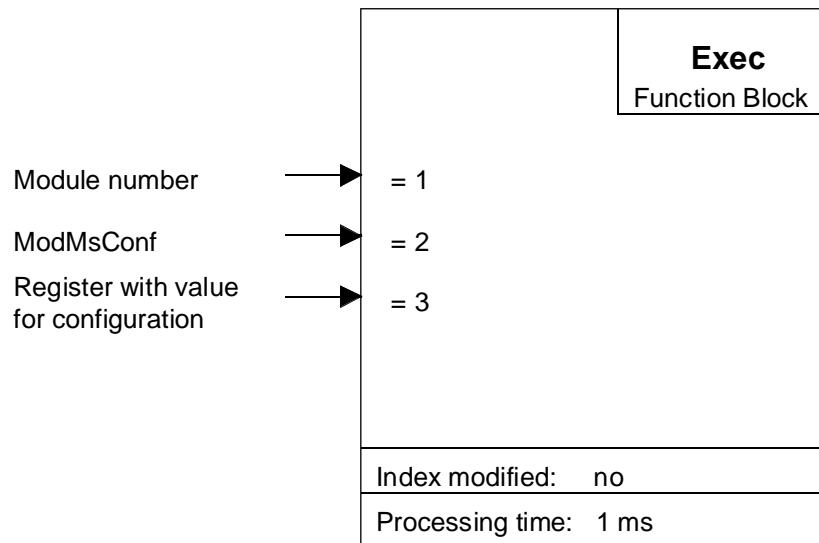 Exec
Function Block
Module number = 1
ModMsConf = 2
Register with value
for configuration = 3
Index modified: no
Processing time: 1 ms